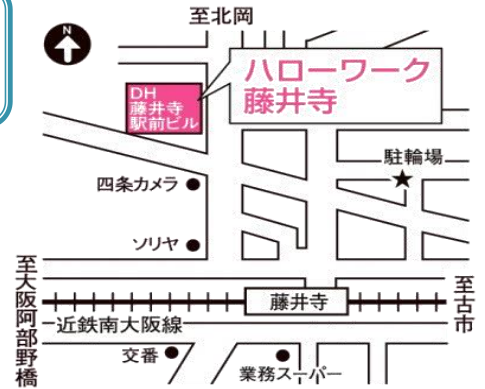 至北岡
N
ハローワーク
藤井寺
DH
藤井寺
駅前ビル
駐輪場
四条カメラ
ソリヤ
至大阪阿部野橋
藤井寺
至古市
近鉄南大阪線
交番
業務スーパー